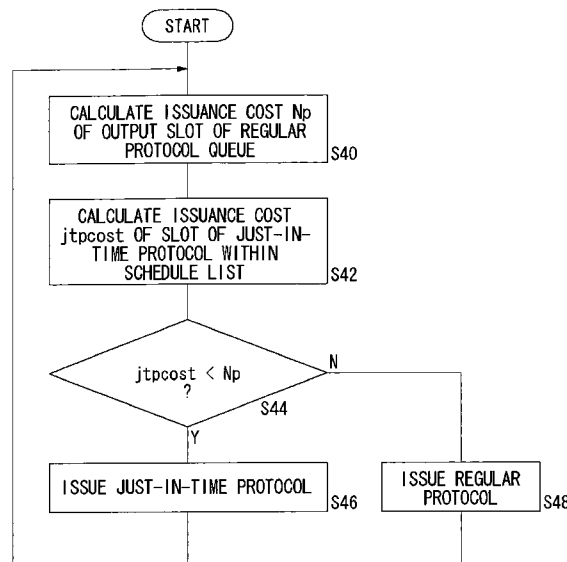 START
CALCULATE ISSUANCE COST Np
OF OUTPUT SLOT OF REGULAR
PROTOCOL QUEUE
S40
CALCULATE ISSUANCE COST
jtpcost OF SLOT OF JUST-IN-
TIME PROTOCOL WITHIN
SCHEDULE LIST
S42
jtpcost < Np
?
N
S44
Y
ISSUE JUST-IN-TIME PROTOCOL
S46
ISSUE REGULAR
PROTOCOL
S48